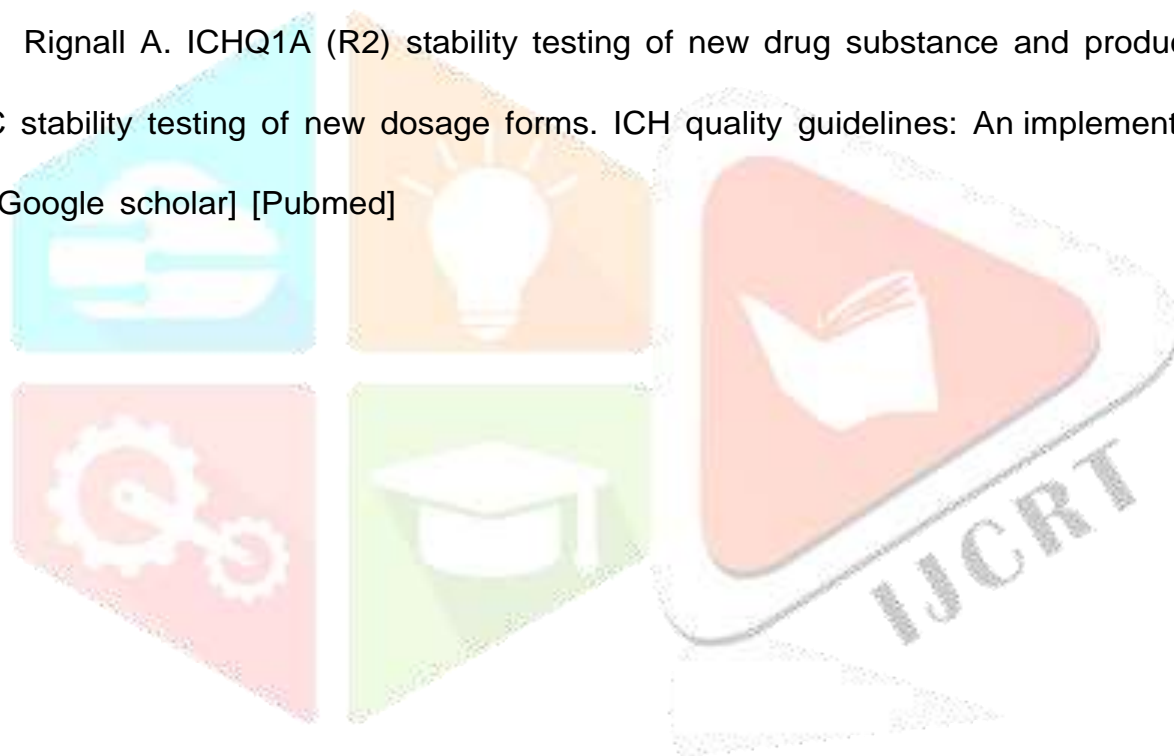 Rignall A. ICHQ1A (R2) stability testing of new drug substance and produc
C stability testing of new dosage forms. ICH quality guidelines: An implement
Google scholar] [Pubmed]
IJCRT